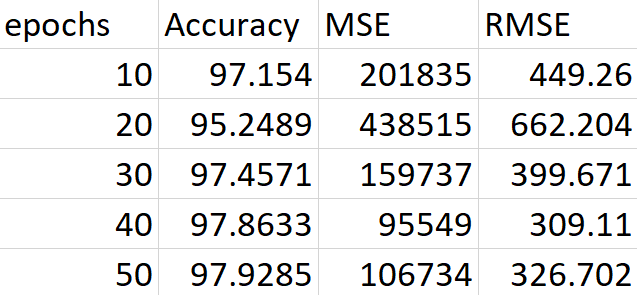 epochs Accuracy MSE RMSE
10 97.154 201835 449.26
20 95.2489 438515 662.204
30 97.4571 159737 399.671
40 97.8633 95549 309.11
50 97.9285 106734 326.702